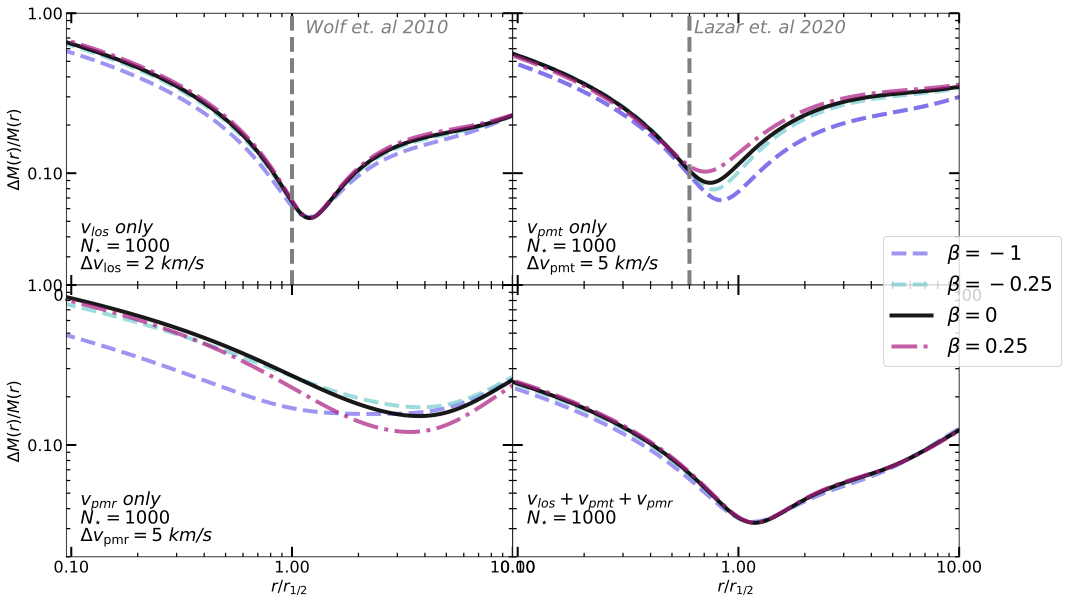 1.00
Wolf et. al 2010
Lazar et. al 2020
ΔM(r)/M(r)
0.10
v_los only
N⋆ = 1000
Δv_los = 2 km/s
v_pmt only
N⋆ = 1000
Δv_pmt = 5 km/s
β = −1
β = −0.25
β = 0
β = 0.25
1.00
ΔM(r)/M(r)
0.10
v_pmr only
N⋆ = 1000
Δv_pmr = 5 km/s
v_los + v_pmt + v_pmr
N⋆ = 1000
0.10
1.00
1.00
10.00
r/r_1/2
r/r_1/2